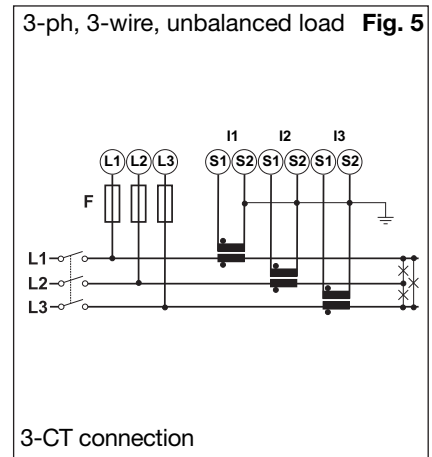 3-ph, 3-wire, unbalanced load Fig. 5
I1 I2 I3
L1 L2 L3 S1 S2 S1 S2 S1 S2
F
L1
L2
L3
3-CT connection